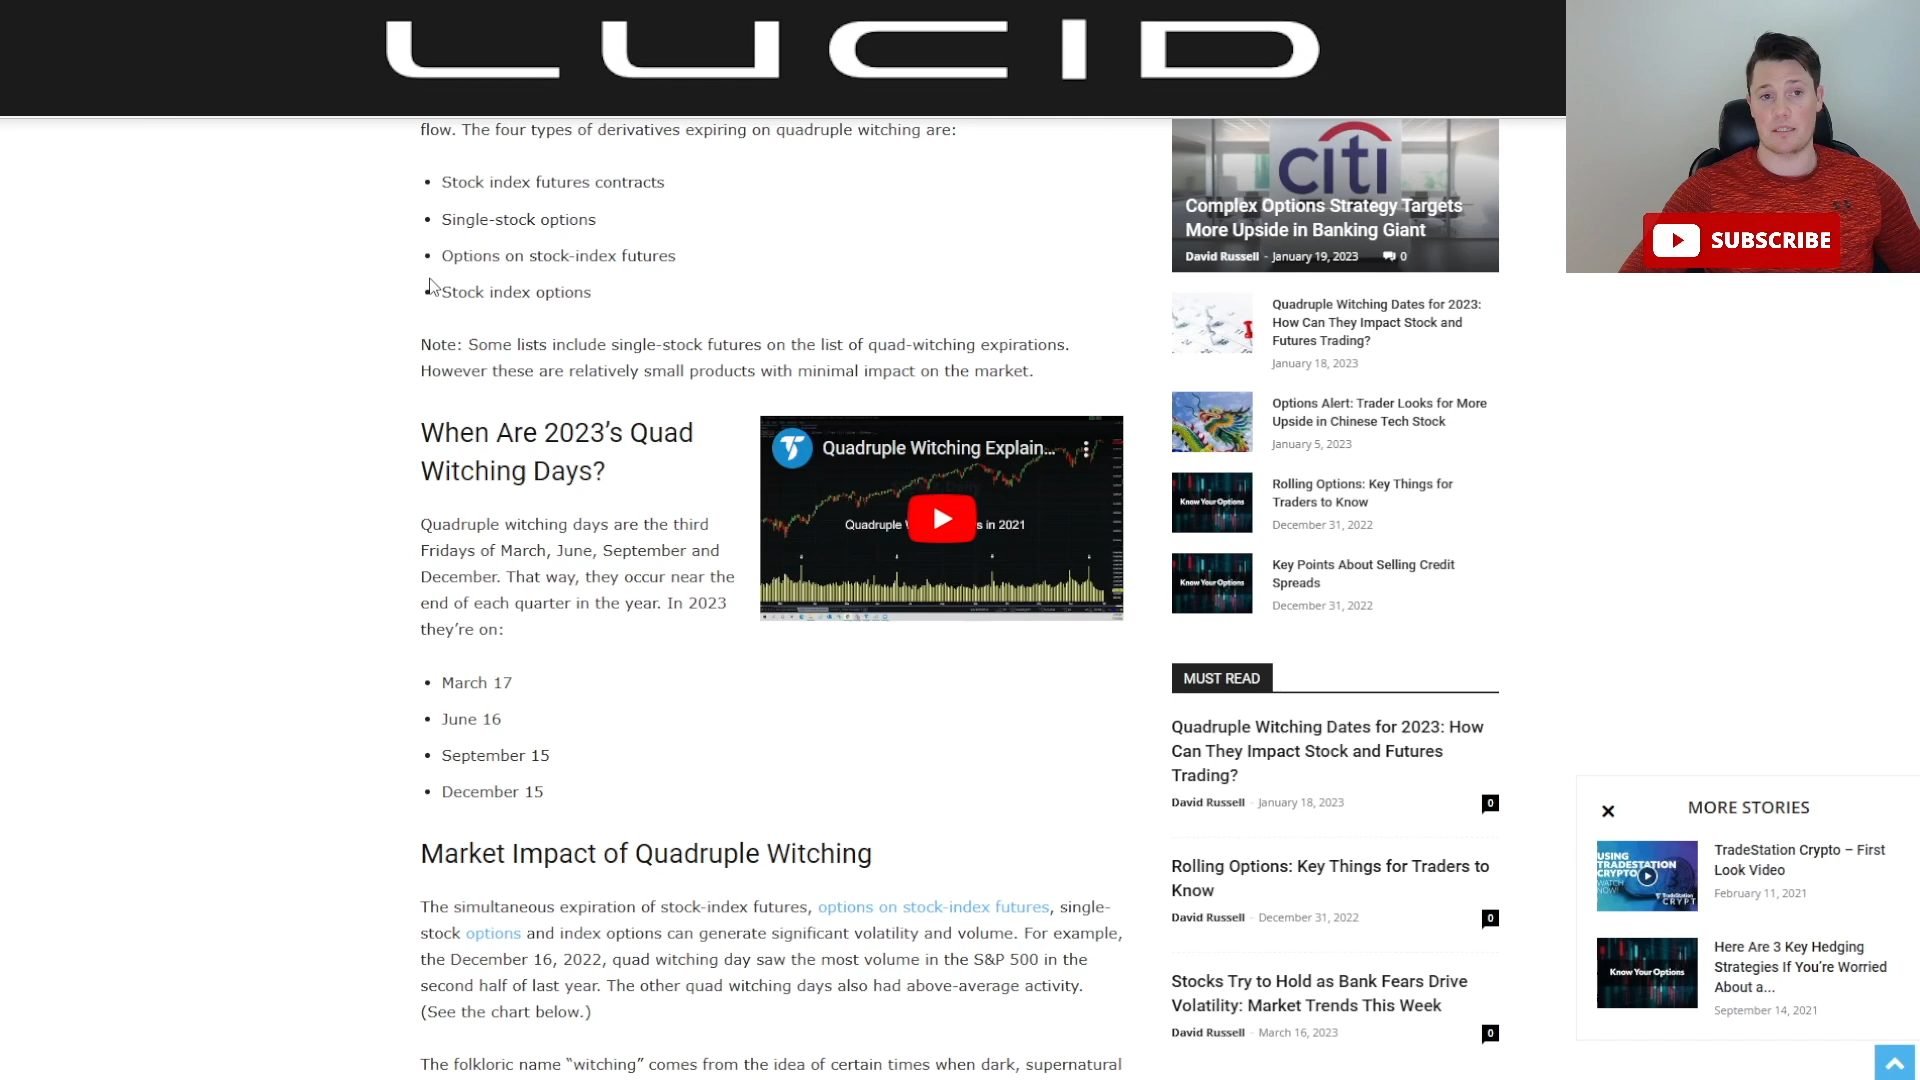 LUCID
flow. The four types of derivatives expiring on quadruple witching are:
• Stock index futures contracts
• Single-stock options
• Options on stock-index futures
• Stock index options
Note: Some lists include single-stock futures on the list of quad-witching expirations.
However these are relatively small products with minimal impact on the market.
When Are 2023’s Quad
Witching Days?
Quadruple witching days are the third
Fridays of March, June, September and
December. That way, they occur near the
end of each quarter in the year. In 2023
they’re on:
Quadruple Witching Explain...
Quadruple W
s in 2021
• March 17
• June 16
• September 15
• December 15
Market Impact of Quadruple Witching
The simultaneous expiration of stock-index futures, options on stock-index futures, single-
stock options and index options can generate significant volatility and volume. For example,
the December 16, 2022, quad witching day saw the most volume in the S&P 500 in the
second half of last year. The other quad witching days also had above-average activity.
(See the chart below.)
The folkloric name “witching” comes from the idea of certain times when dark, supernatural
citi
Complex Options Strategy Targets
More Upside in Banking Giant
David Russell - January 19, 2023 0
Quadruple Witching Dates for 2023:
How Can They Impact Stock and
Futures Trading?
January 18, 2023
Options Alert: Trader Looks for More
Upside in Chinese Tech Stock
January 5, 2023
Know Your Options
Rolling Options: Key Things for
Traders to Know
December 31, 2022
Know Your Options
Key Points About Selling Credit
Spreads
December 31, 2022
MUST READ
Quadruple Witching Dates for 2023: How
Can They Impact Stock and Futures
Trading?
David Russell - January 18, 2023 0
Rolling Options: Key Things for Traders to
Know
David Russell - December 31, 2022 0
Stocks Try to Hold as Bank Fears Drive
Volatility: Market Trends This Week
David Russell - March 16, 2023 0
SUBSCRIBE
MORE STORIES
USING
TRADESTATION
CRYPTO
WATCH
NOW!
TradeStation
CRYPTO
TradeStation Crypto – First
Look Video
February 11, 2021
Know Your Options
Here Are 3 Key Hedging
Strategies If You’re Worried
About a...
September 14, 2021